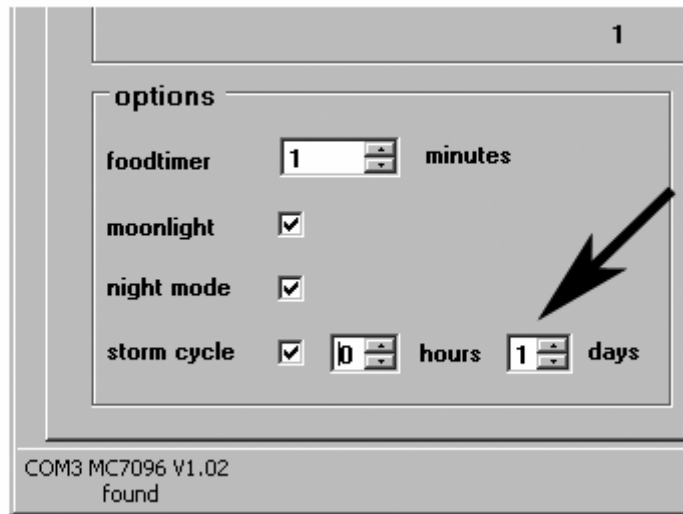 1
options
foodtimer 1 minutes
moonlight
night mode
storm cycle 0 hours 1 days
COM3 MC7096 V1.02
found